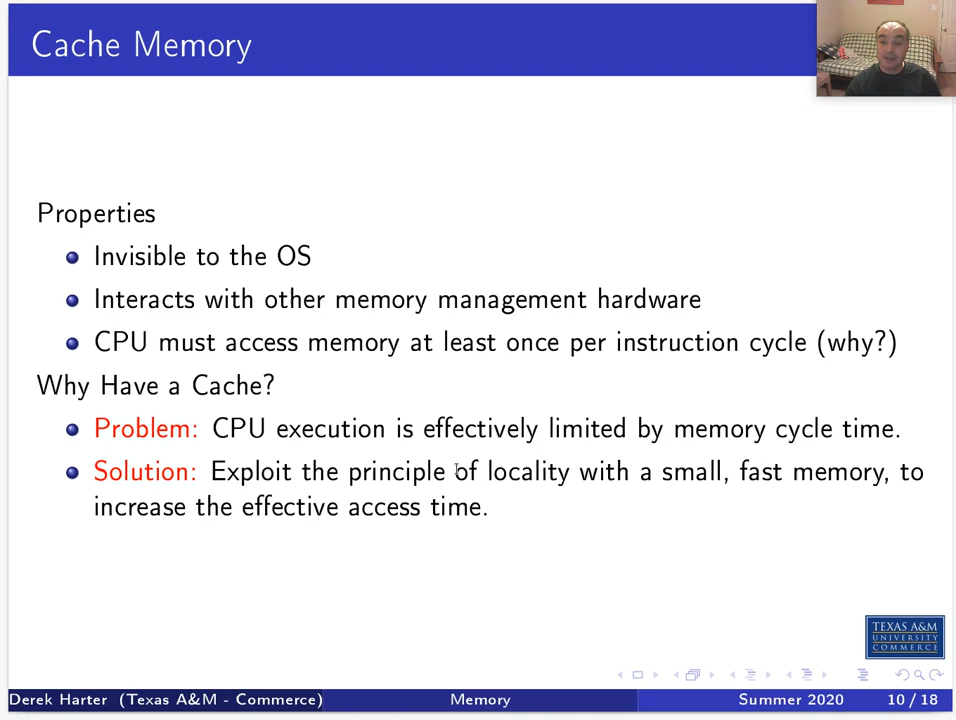 Cache Memory
Properties
Invisible to the OS
Interacts with other memory management hardware
CPU must access memory at least once per instruction cycle (why?)
Why Have a Cache?
Problem: CPU execution is effectively limited by memory cycle time.
Solution: Exploit the principle of locality with a small, fast memory, to
increase the effective access time.
TEXAS A&M
UNIVERSITY
COMMERCE
Derek Harter (Texas A&M - Commerce)
Memory
Summer 2020
10 / 18